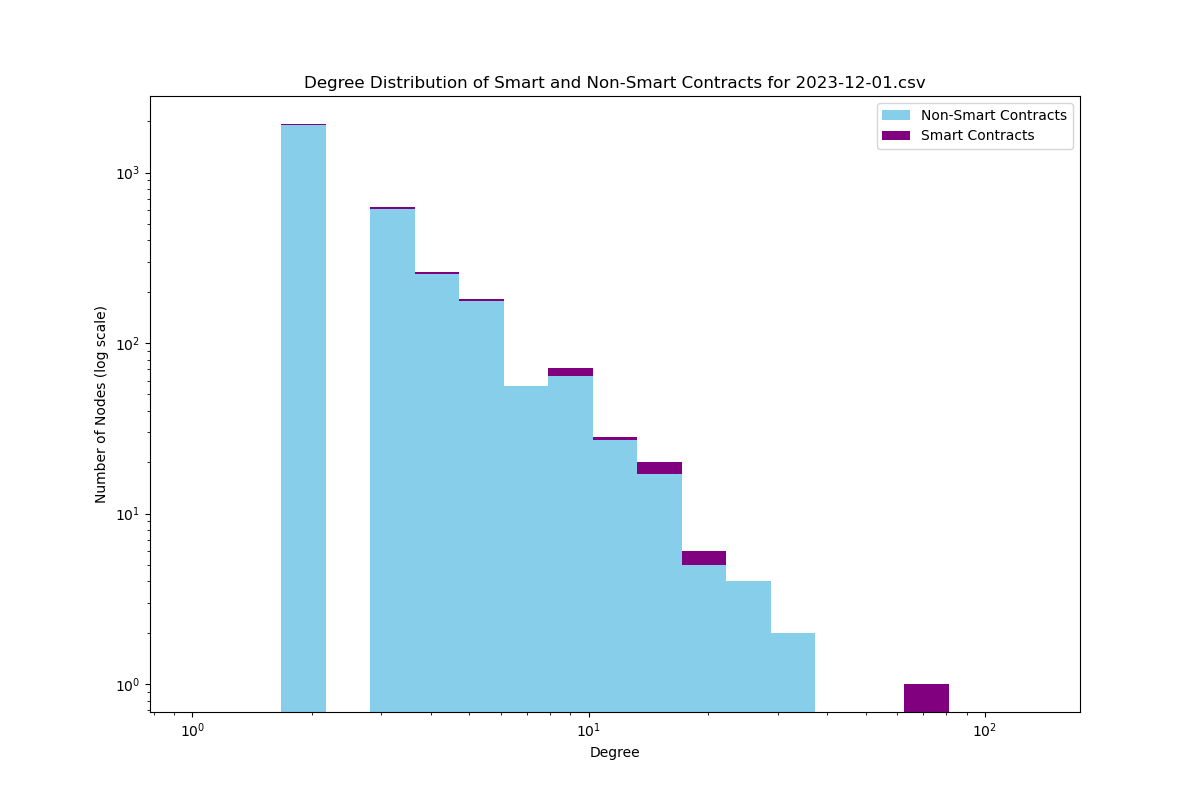 Degree Distribution of Smart and Non-Smart Contracts for 2023-12-01.csv
Non-Smart Contracts
Smart Contracts
Number of Nodes (log scale)
10³
10²
10¹
10⁰
10⁰ 10¹ 10²
Degree